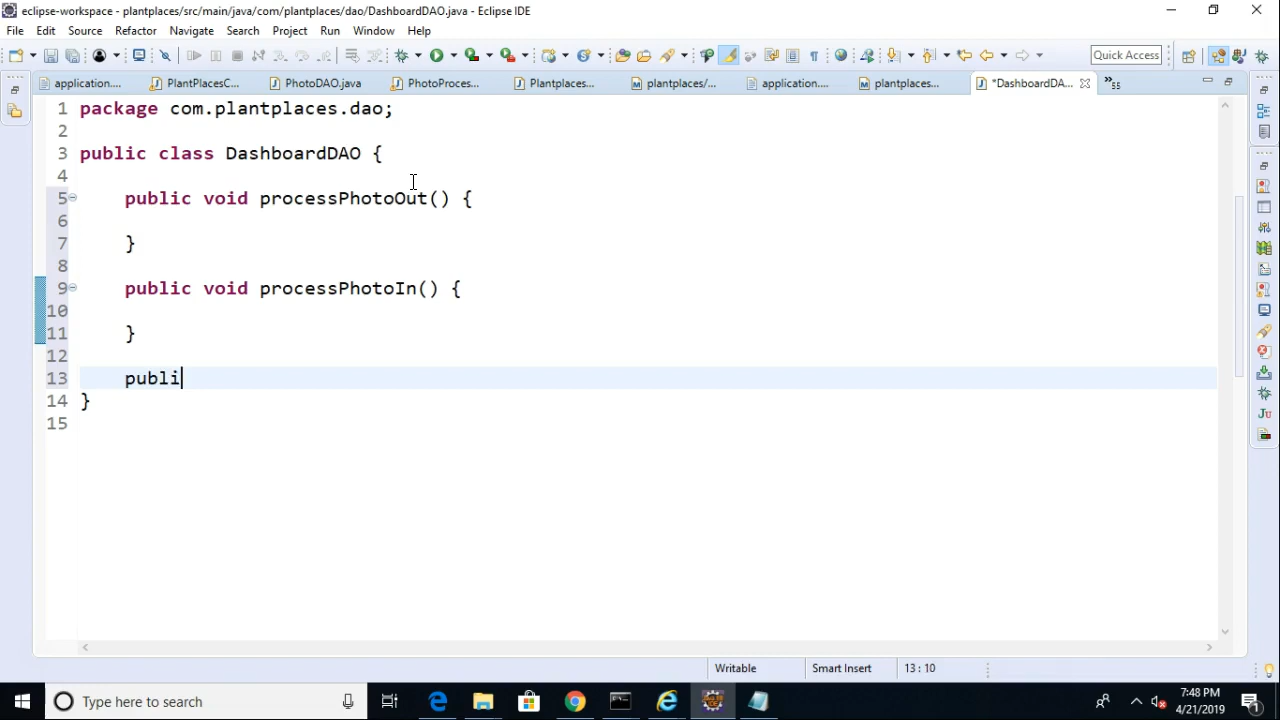 eclipse-workspace - plantplaces/src/main/java/com/plantplaces/dao/DashboardDAO.java - Eclipse IDE
File Edit Source Refactor Navigate Search Project Run Window Help
Quick Access
application.... PlantPlacesC... PhotoDAO.java PhotoProces... Plantplaces... plantplaces/... application.... plantplaces... *DashboardDA... »55
1 package com.plantplaces.dao;
2
3 public class DashboardDAO {
4
5 public void processPhotoOut() {
6
7 }
8
9 public void processPhotoIn() {
10
11 }
12
13 publi
14 }
15
Writable Smart Insert 13 : 10
Type here to search
7:48 PM
4/21/2019